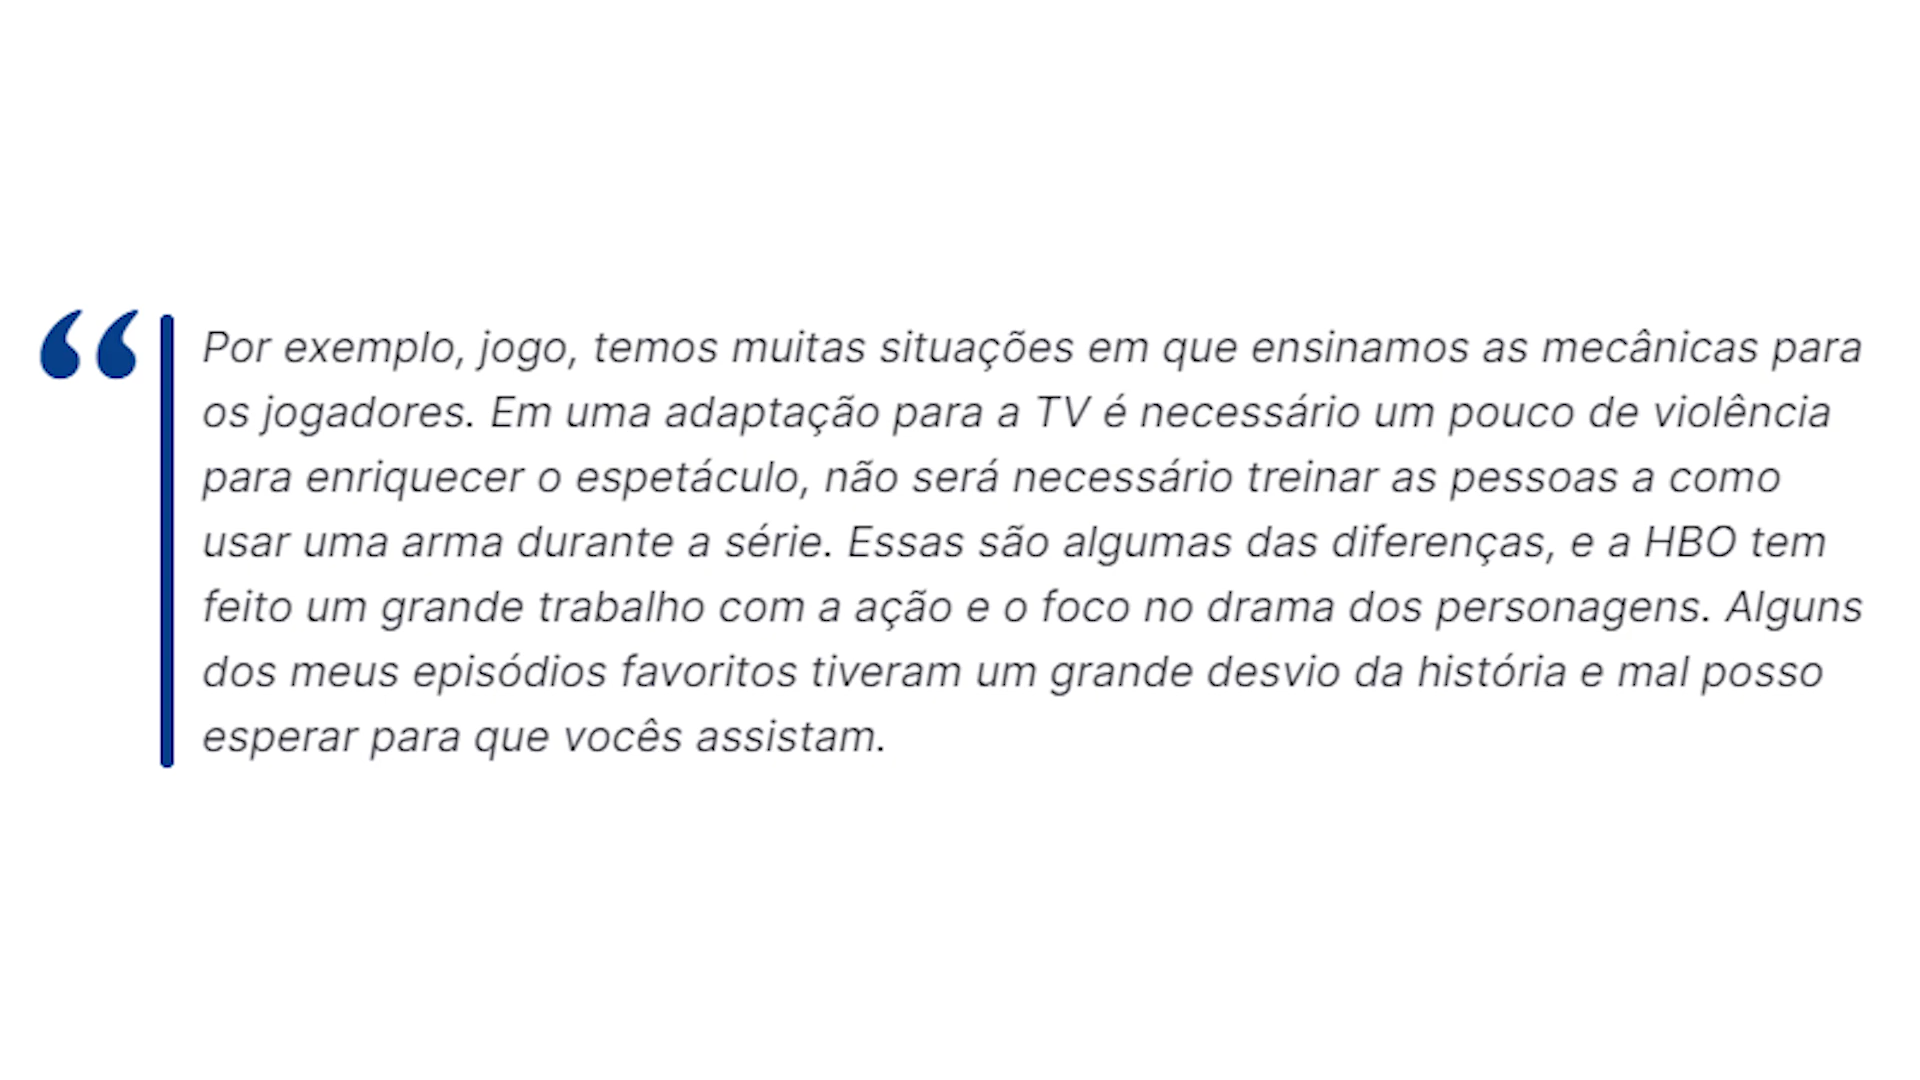 Por exemplo, jogo, temos muitas situações em que ensinamos as mecânicas para
os jogadores. Em uma adaptação para a TV é necessário um pouco de violência
para enriquecer o espetáculo, não será necessário treinar as pessoas a como
usar uma arma durante a série. Essas são algumas das diferenças, e a HBO tem
feito um grande trabalho com a ação e o foco no drama dos personagens. Alguns
dos meus episódios favoritos tiveram um grande desvio da história e mal posso
esperar para que vocês assistam.